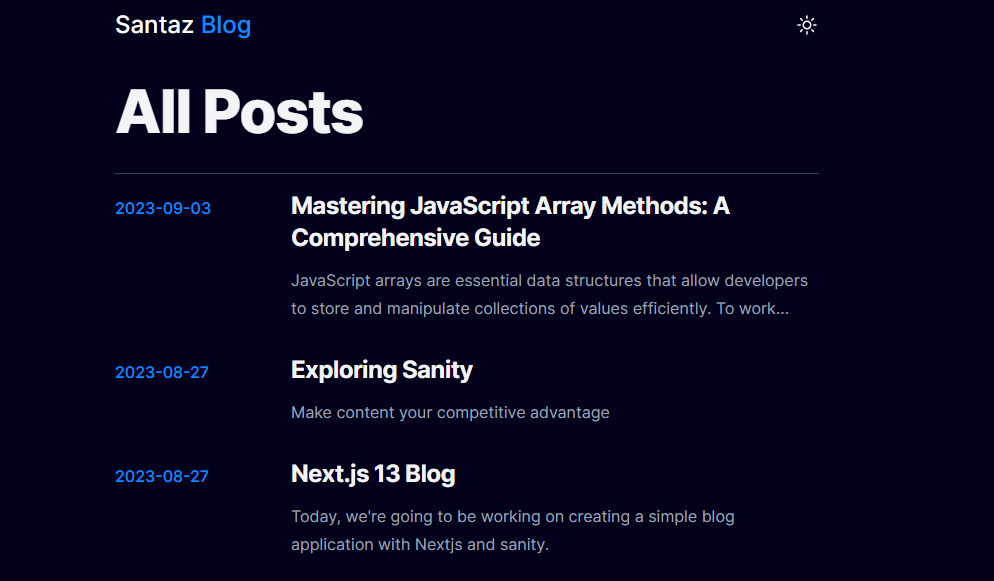 Santaz Blog
All Posts
2023-09-03
Mastering JavaScript Array Methods: A
Comprehensive Guide
JavaScript arrays are essential data structures that allow developers
to store and manipulate collections of values efficiently. To work...
2023-08-27
Exploring Sanity
Make content your competitive advantage
2023-08-27
Next.js 13 Blog
Today, we're going to be working on creating a simple blog
application with Nextjs and sanity.